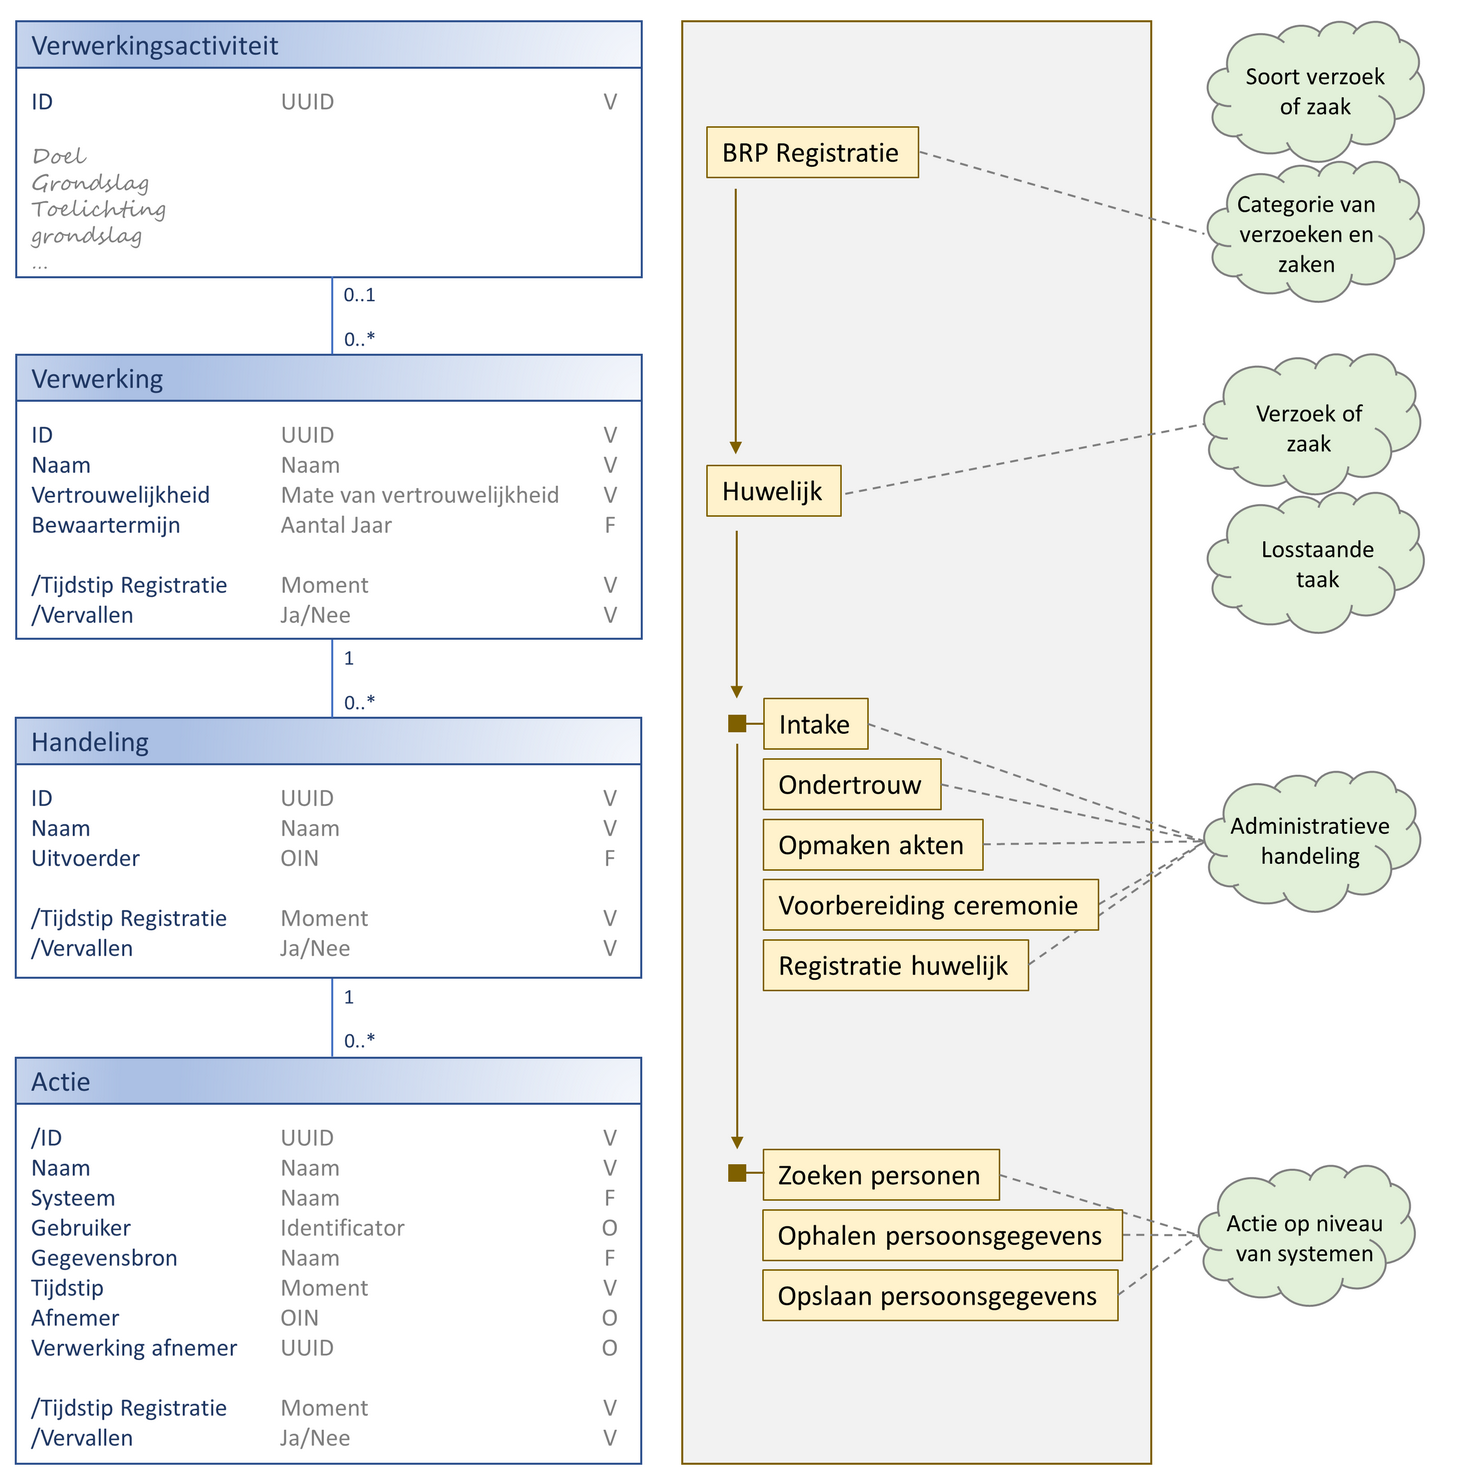 Verwerkingsactiviteit
ID UUID V
Doel
Grondslag
Toelichting
grondslag
...
0..1
0..*
Verwerking
ID UUID V
Naam Naam V
Vertrouwelijkheid Mate van vertrouwelijkheid V
Bewaartermijn Aantal Jaar F
/Tijdstip Registratie Moment V
/Vervallen Ja/Nee V
1
0..*
Handeling
ID UUID V
Naam Naam V
Uitvoerder OIN F
/Tijdstip Registratie Moment V
/Vervallen Ja/Nee V
1
0..*
Actie
/ID UUID V
Naam Naam V
Systeem Naam F
Gebruiker Identificator O
Gegevensbron Naam F
Tijdstip Moment V
Afnemer OIN O
Verwerking afnemer UUID O
/Tijdstip Registratie Moment V
/Vervallen Ja/Nee V
BRP Registratie
Huwelijk
Intake
Ondertrouw
Opmaken akten
Voorbereiding ceremonie
Registratie huwelijk
Zoeken personen
Ophalen persoonsgegevens
Opslaan persoonsgegevens
Soort verzoek
of zaak
Categorie van
verzoeken en
zaken
Verzoek of
zaak
Losstaande
taak
Administratieve
handeling
Actie op niveau
van systemen